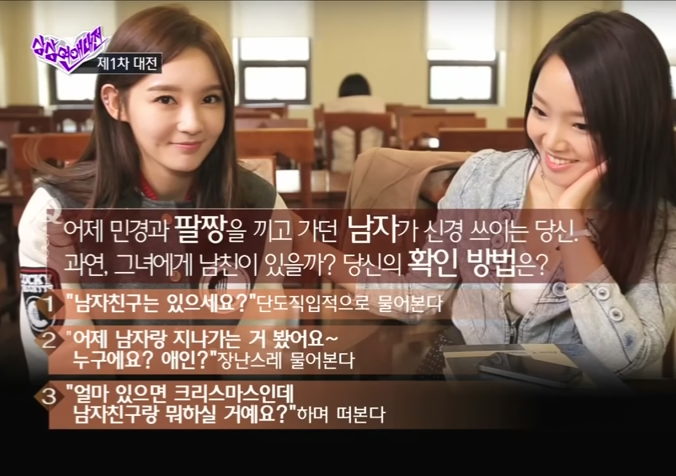 상상연애대전
제1차 대전
어제 민경과 팔짱을 끼고 가던 남자가 신경 쓰이는 당신.
과연, 그녀에게 남친이 있을까? 당신의 확인 방법은?
1 "남자친구는 있으세요?"단도직입적으로 물어본다
2 "어제 남자랑 지나가는 거 봤어요~
누구에요? 애인?"장난스레 물어본다
3 "얼마 있으면 크리스마스인데
남자친구랑 뭐하실 거예요?"하며 떠본다